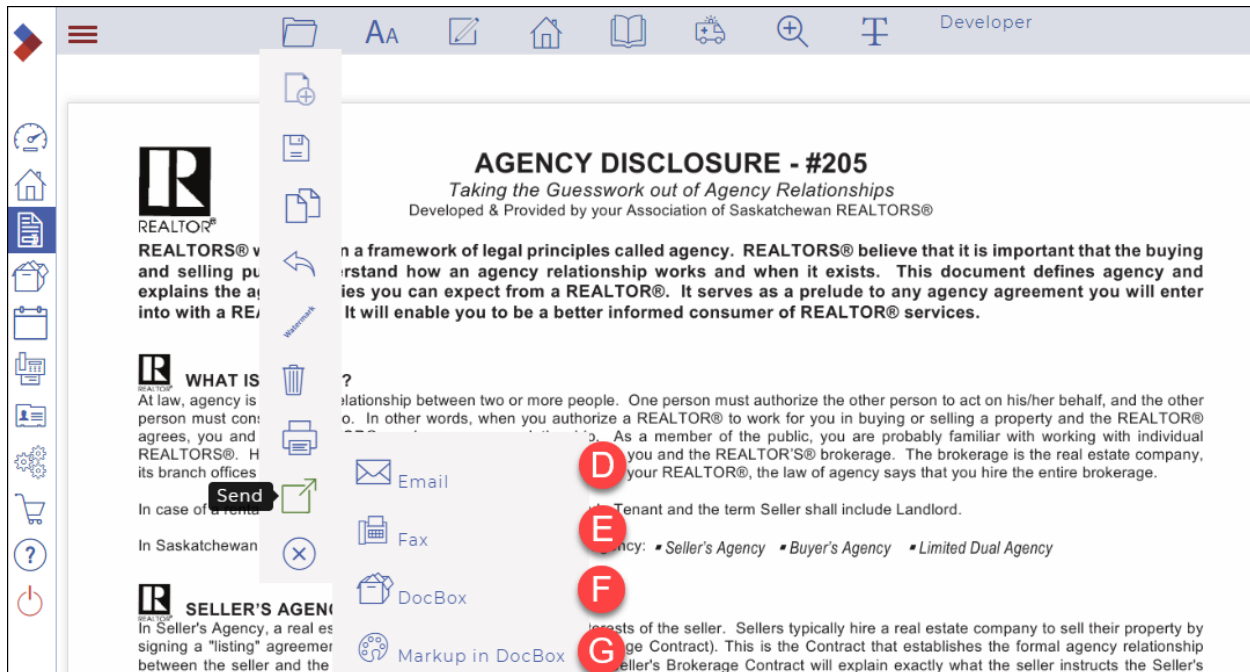 Developer
AA
T
?
AGENCY DISCLOSURE - #205
Taking the Guesswork out of Agency Relationships
Developed & Provided by your Association of Saskatchewan REALTORS®
R
REALTOR®
REALTORS® w n a framework of legal principles called agency. REALTORS® believe that it is important that the buying
and selling pu erstand how an agency relationship works and when it exists. This document defines agency and
explains the a ies you can expect from a REALTOR®. It serves as a prelude to any agency agreement you will enter
into with a REA It will enable you to be a better informed consumer of REALTOR® services.
Watermark
R
REALTOR®
WHAT IS ?
At law, agency is elationship between two or more people. One person must authorize the other person to act on his/her behalf, and the other
person must cons o. In other words, when you authorize a REALTOR® to work for you in buying or selling a property and the REALTOR®
agrees, you and As a member of the public, you are probably familiar with working with individual
REALTORS®. H you and the REALTOR'S® brokerage. The brokerage is the real estate company,
its branch offices your REALTOR®, the law of agency says that you hire the entire brokerage.
In case of a renta Tenant and the term Seller shall include Landlord.
In Saskatchewan ency: ▪ Seller's Agency ▪ Buyer's Agency ▪ Limited Dual Agency
Send
Email D
Fax E
DocBox F
Markup in DocBox G
R
REALTOR®
SELLER'S AGEN
In Seller's Agency, a real es erests of the seller. Sellers typically hire a real estate company to sell their property by
signing a "listing" agreemen ge Contract). This is the Contract that establishes the formal agency relationship
between the seller and the eller's Brokerage Contract will explain exactly what the seller instructs the Seller's